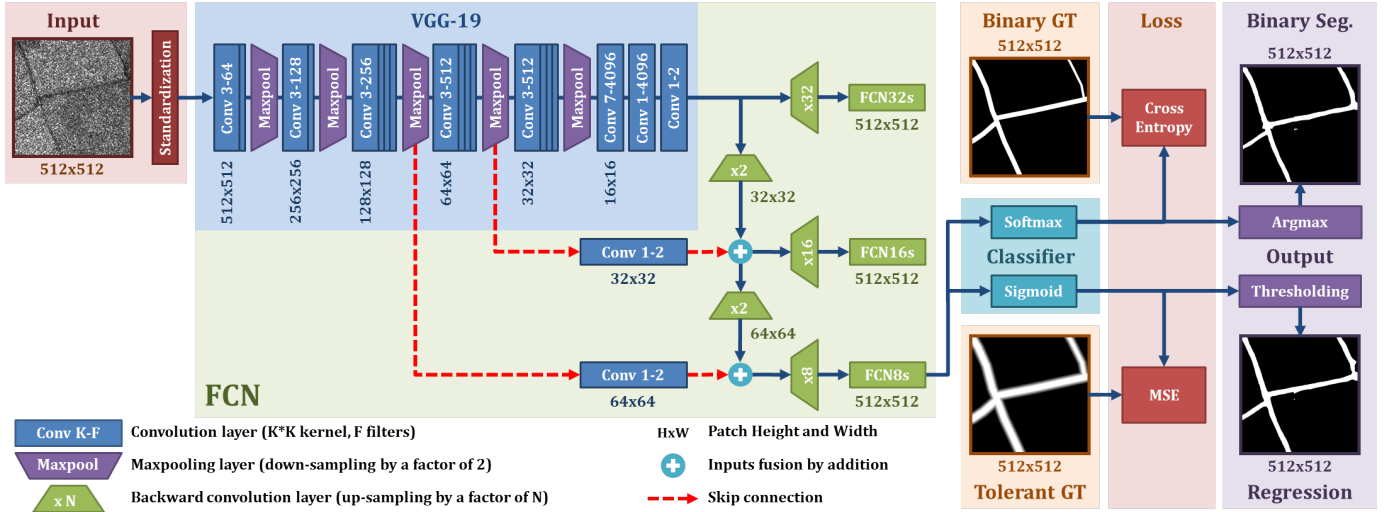 Input
512x512
Standardization
VGG-19
Conv 3-64
Maxpool
Conv 3-128
Maxpool
Conv 3-256
Maxpool
Conv 3-512
Maxpool
Conv 3-512
Maxpool
Conv 7-4096
Conv 1-4096
Conv 1-2
512x512
256x256
128x128
64x64
32x32
16x16
x32
FCN32s
512x512
x2
32x32
Conv 1-2
32x32
x16
FCN16s
512x512
x2
64x64
Conv 1-2
64x64
x8
FCN8s
512x512
FCN
Binary GT
512x512
Loss
Cross
Entropy
Binary Seg.
512x512
Softmax
Classifier
Sigmoid
Argmax
Output
Thresholding
MSE
512x512
Tolerant GT
512x512
Regression
Conv K-F
Convolution layer (K*K kernel, F filters)
Maxpool
Maxpooling layer (down-sampling by a factor of 2)
x N
Backward convolution layer (up-sampling by a factor of N)
HxW
Patch Height and Width
Inputs fusion by addition
Skip connection